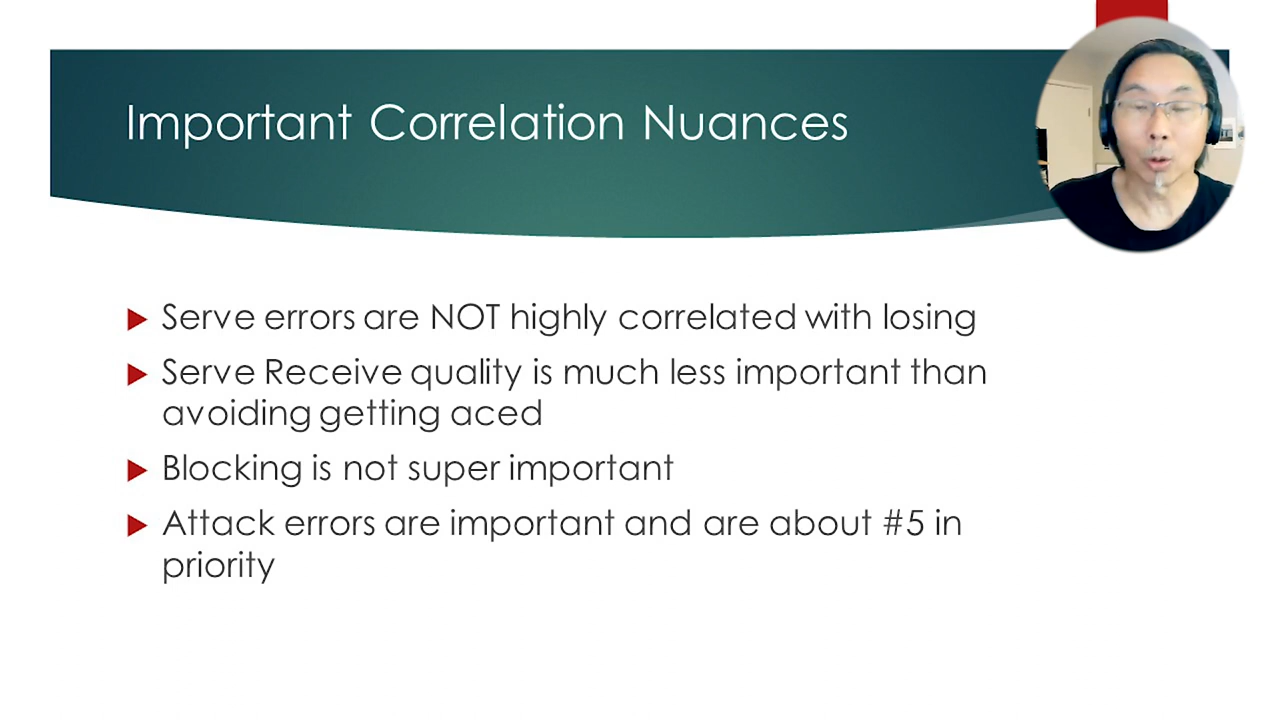 Important Correlation Nuances
Serve errors are NOT highly correlated with losing
Serve Receive quality is much less important than
avoiding getting aced
Blocking is not super important
Attack errors are important and are about #5 in
priority